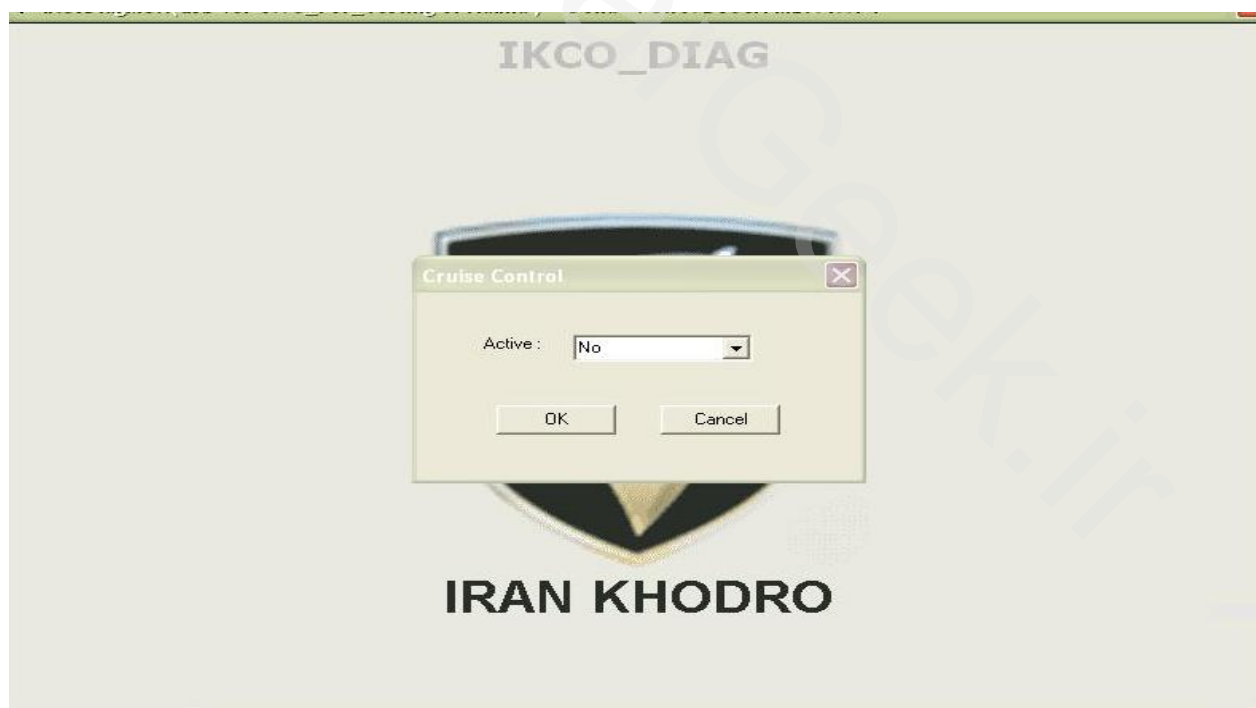 IKCO_DIAG
Cruise Control
Active :
No
OK
Cancel
IRAN KHODRO